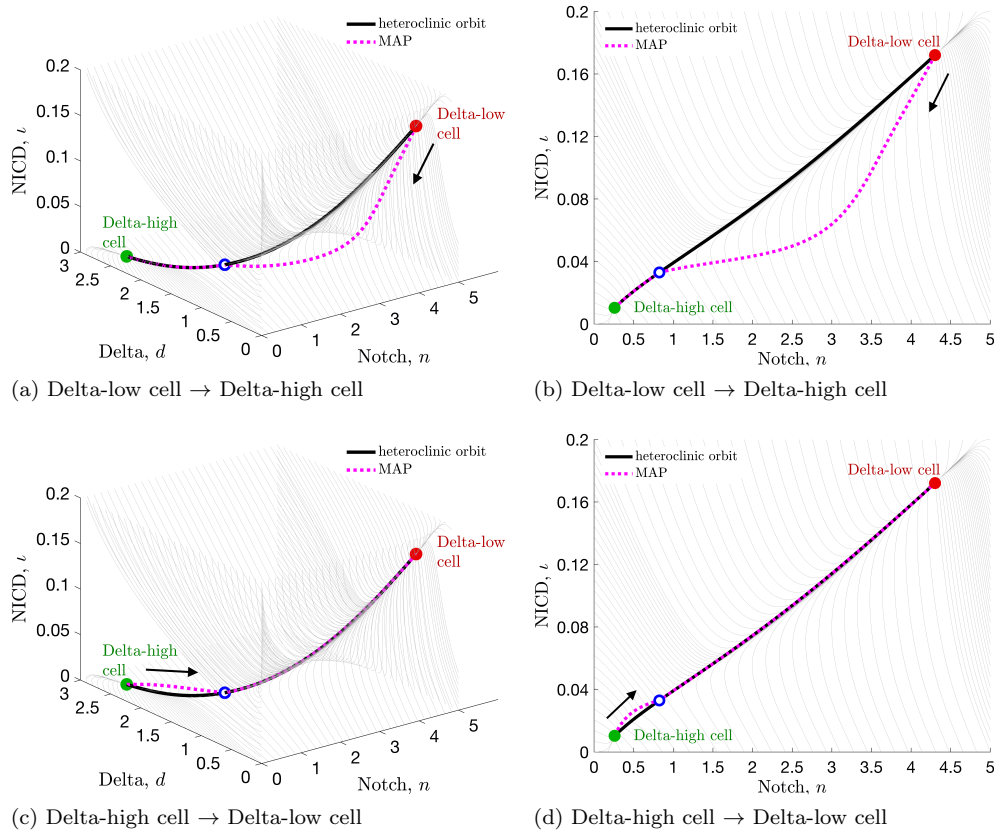 heteroclinic orbit
MAP
0.2
0.15
0.1
0.05
0
NICD, ι
Delta-low
cell
Delta-high
cell
3
2.5
2
1.5
1
0.5
0
Delta, d
0
1
2
3
4
5
Notch, n
(a) Delta-low cell → Delta-high cell
heteroclinic orbit
MAP
Delta-low cell
0.2
0.16
0.12
0.08
0.04
0
NICD, ι
Delta-high cell
0 0.5 1 1.5 2 2.5 3 3.5 4 4.5 5
Notch, n
(b) Delta-low cell → Delta-high cell
heteroclinic orbit
MAP
0.2
0.15
0.1
0.05
0
NICD, ι
Delta-low
cell
Delta-high
cell
3
2.5
2
1.5
1
0.5
0
Delta, d
0
1
2
3
4
5
Notch, n
(c) Delta-high cell → Delta-low cell
heteroclinic orbit
MAP
Delta-low cell
0.2
0.16
0.12
0.08
0.04
0
NICD, ι
Delta-high cell
0 0.5 1 1.5 2 2.5 3 3.5 4 4.5 5
Notch, n
(d) Delta-high cell → Delta-low cell